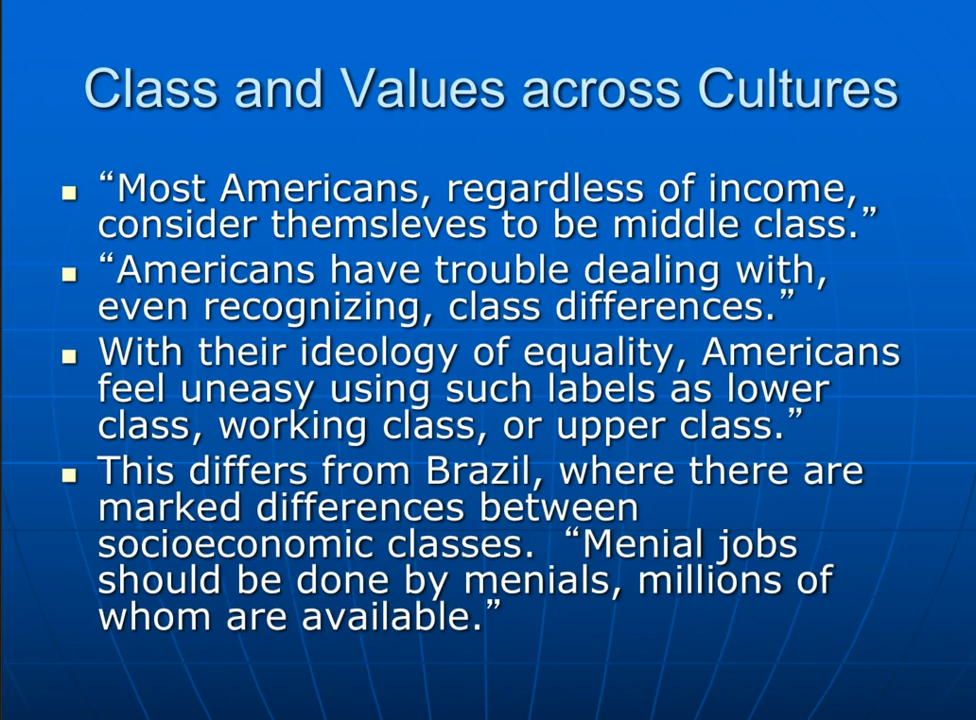 Class and Values across Cultures
“Most Americans, regardless of income,
consider themsleves to be middle class.”
“Americans have trouble dealing with,
even recognizing, class differences.”
With their ideology of equality, Americans
feel uneasy using such labels as lower
class, working class, or upper class.”
This differs from Brazil, where there are
marked differences between
socioeconomic classes.  “Menial jobs
should be done by menials, millions of
whom are available.”